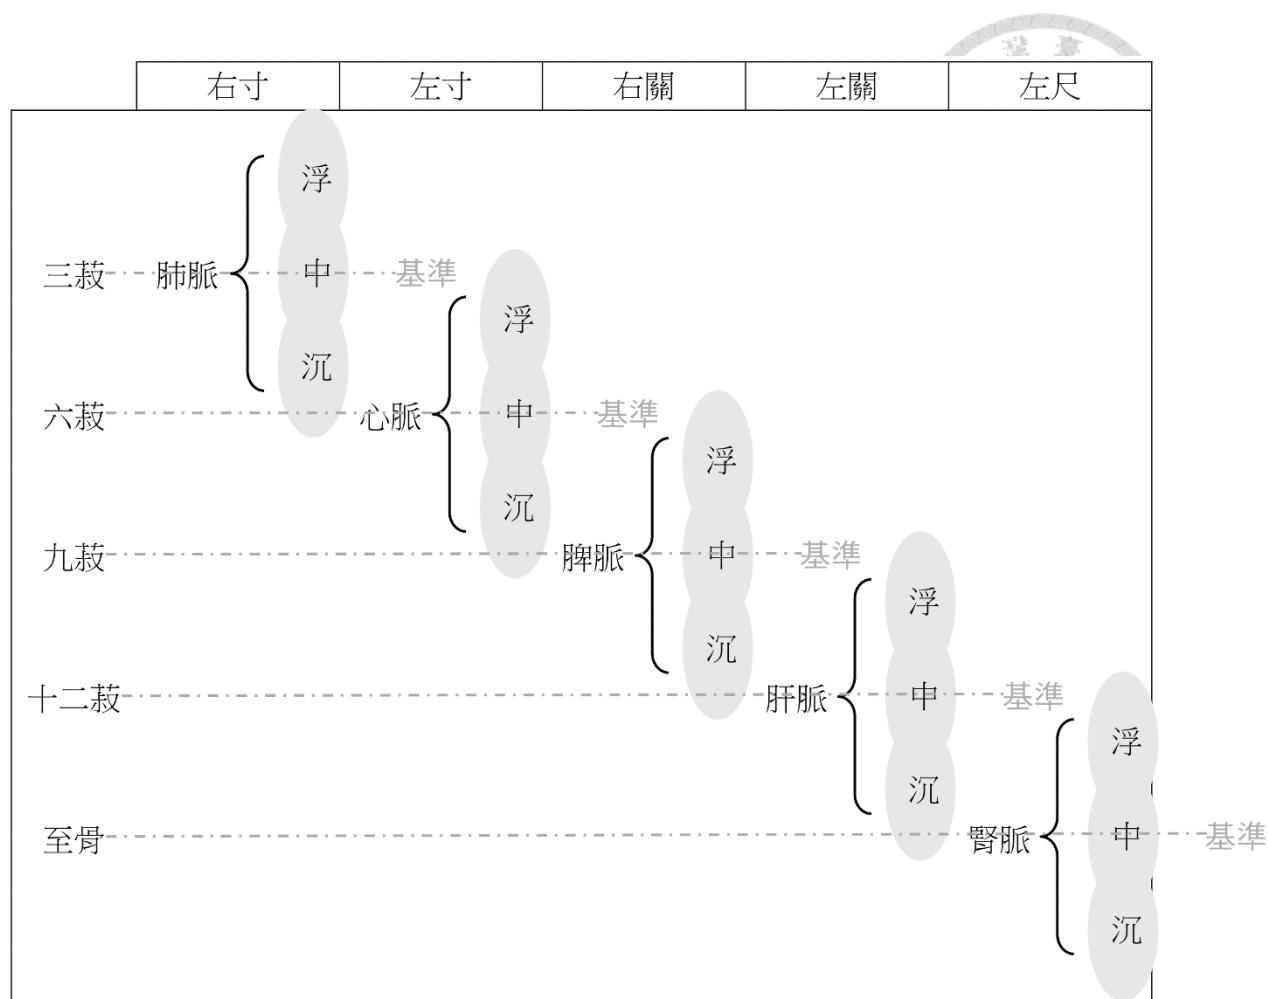 臺灣
右寸 左寸 右關 左關 左尺
浮
三菽 肺脈 中 基準
浮
沉
六菽 心脈 中 基準
浮
沉
九菽 脾脈 中 基準
浮
沉
十二菽 肝脈 中 基準
浮
沉
至骨 腎脈 中 基準
沉